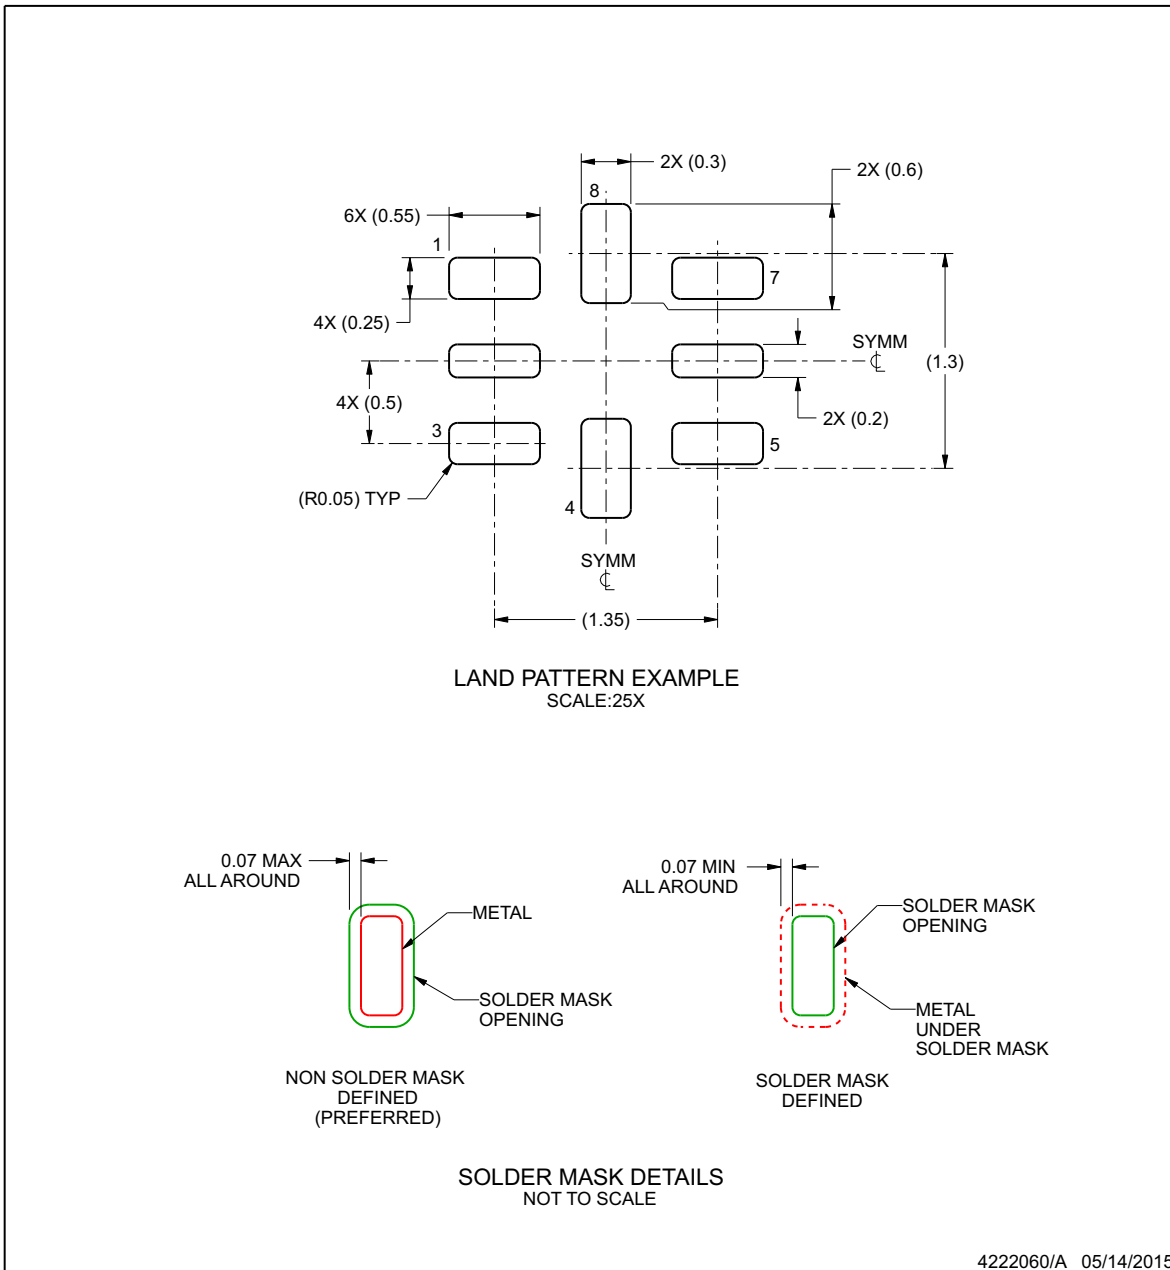 2X (0.3)
2X (0.6)
8
6X (0.55)
1
7
4X (0.25)
SYMM
℄
(1.3)
4X (0.5)
2X (0.2)
3
5
(R0.05) TYP
4
SYMM
℄
(1.35)
LAND PATTERN EXAMPLE
SCALE:25X
0.07 MAX
ALL AROUND
METAL
SOLDER MASK
OPENING
NON SOLDER MASK
DEFINED
(PREFERRED)
0.07 MIN
ALL AROUND
SOLDER MASK
OPENING
METAL
UNDER
SOLDER MASK
SOLDER MASK
DEFINED
SOLDER MASK DETAILS
NOT TO SCALE
4222060/A 05/14/2015